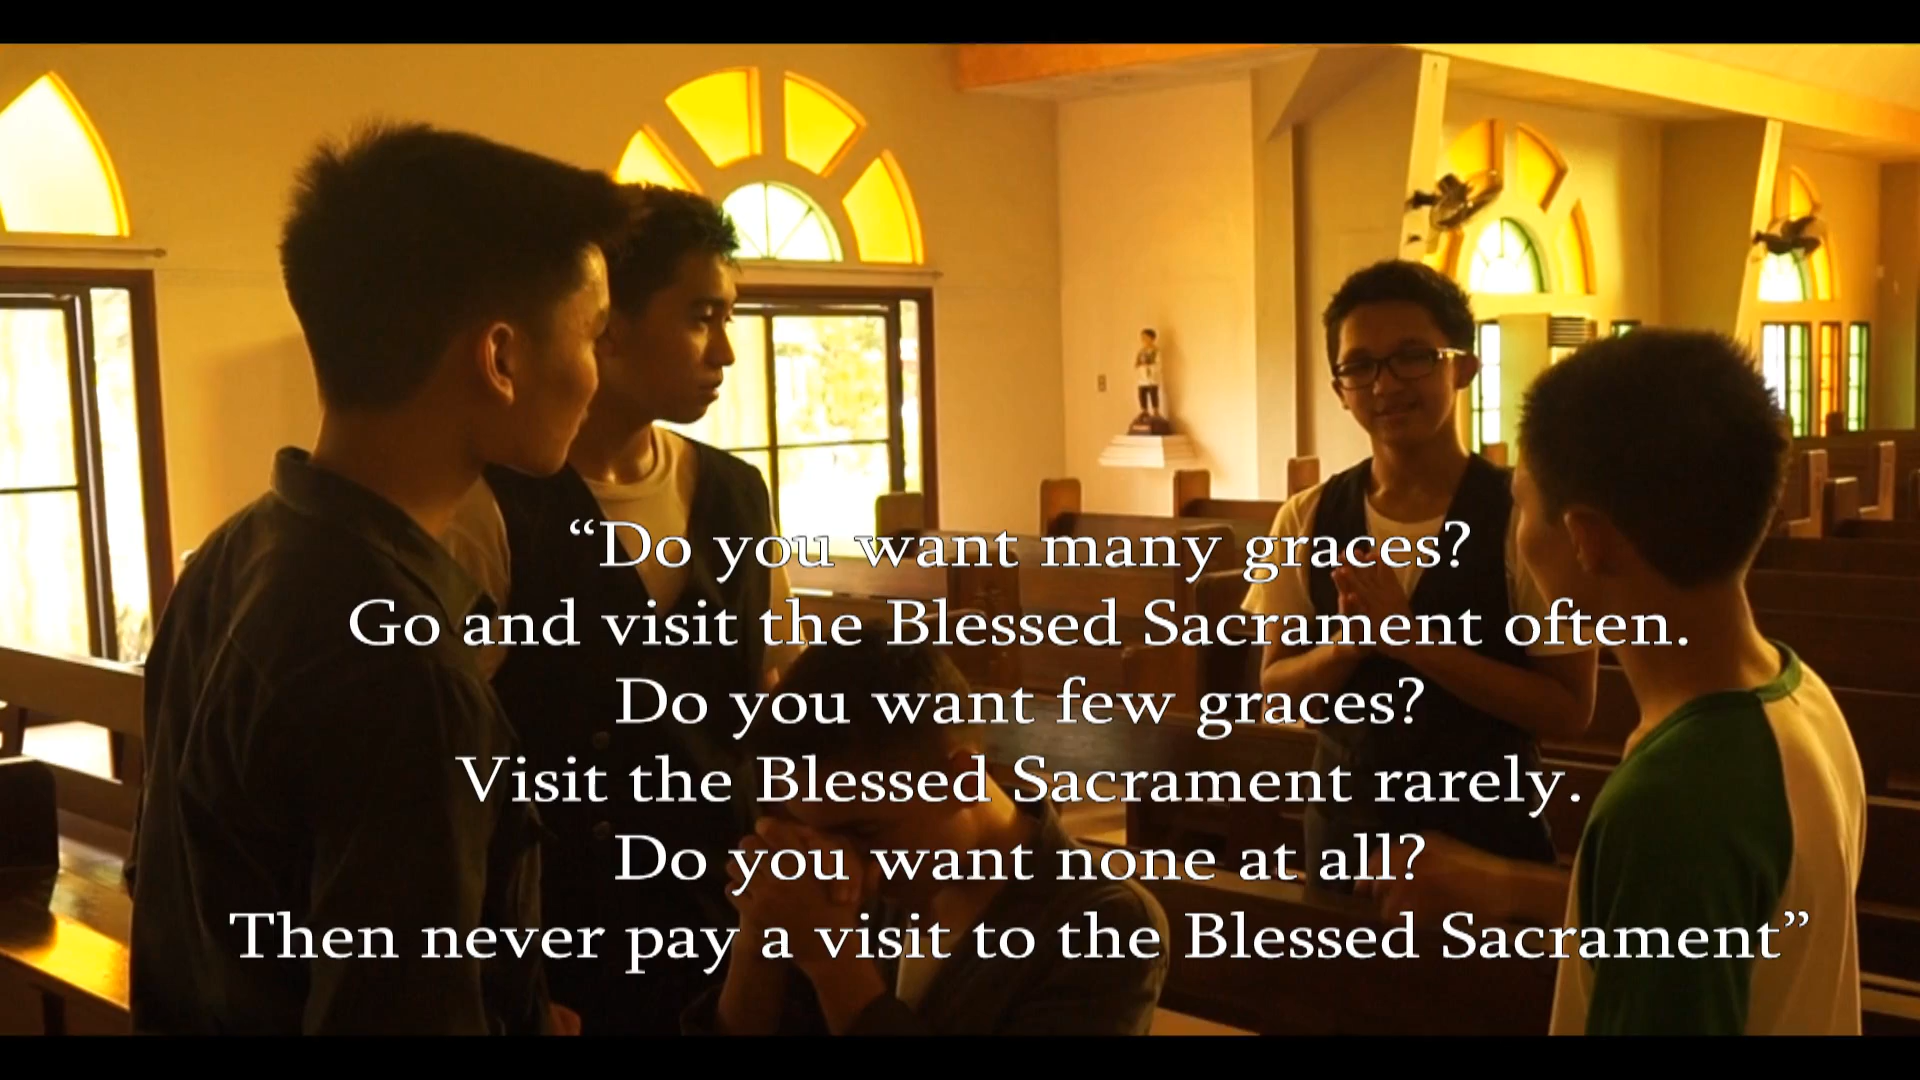 “Do you want many graces?
Go and visit the Blessed Sacrament often.
Do you want few graces?
Visit the Blessed Sacrament rarely.
Do you want none at all?
Then never pay a visit to the Blessed Sacrament”